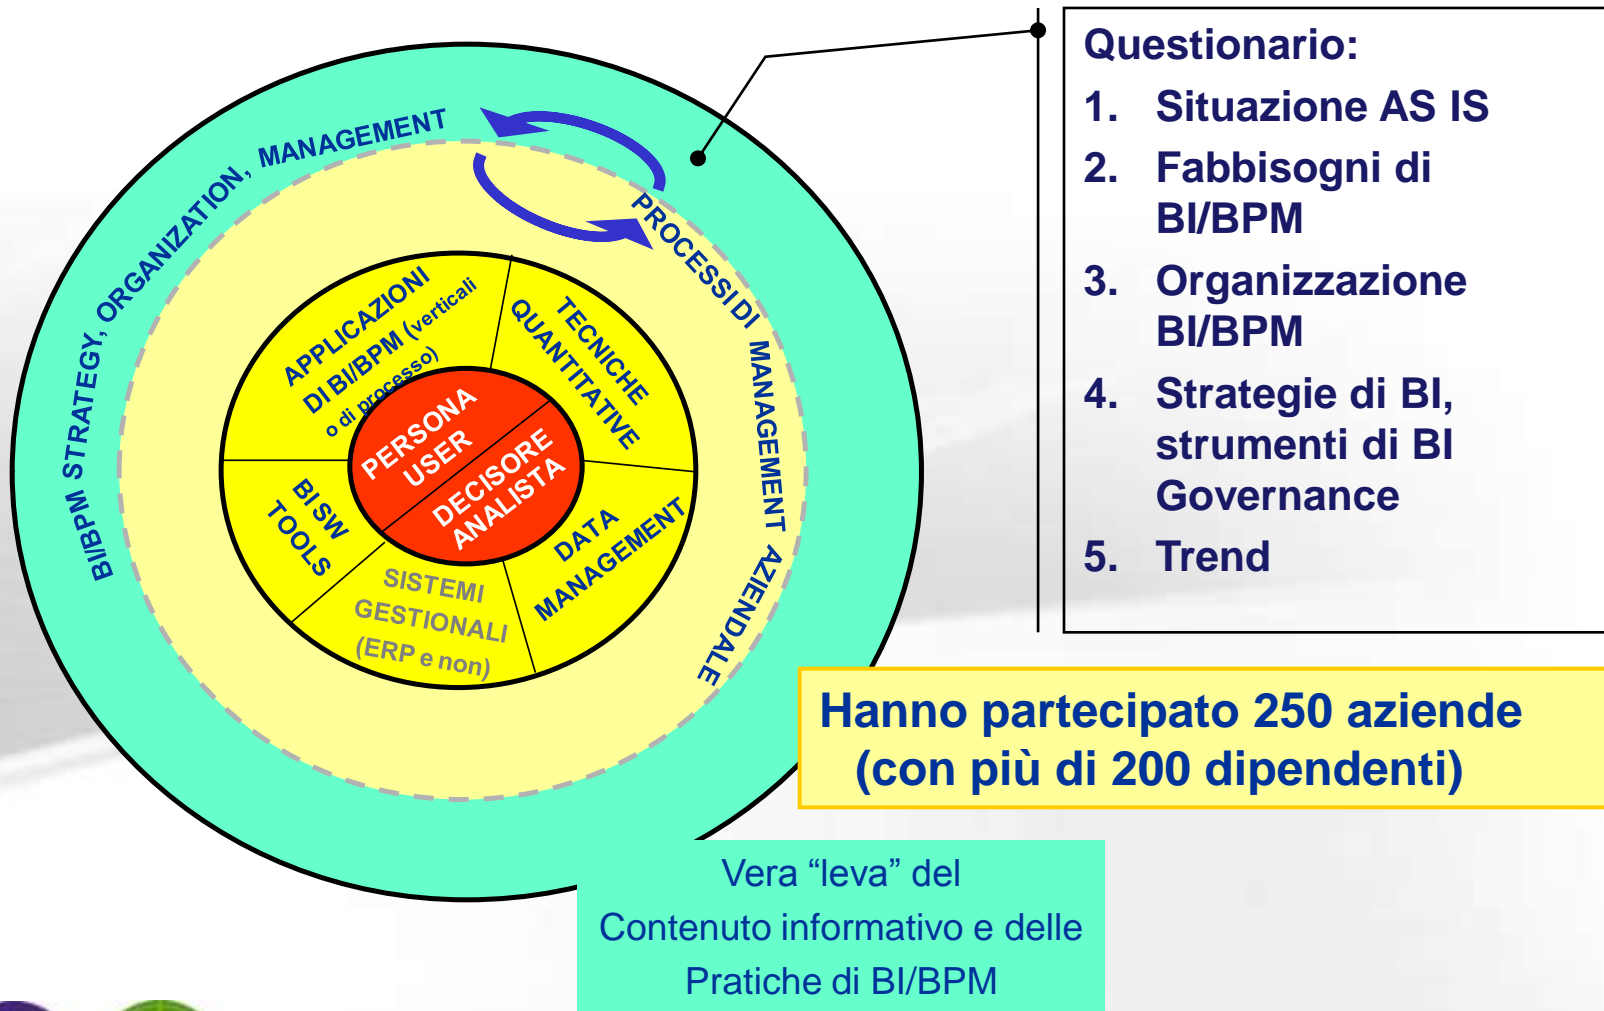 BI/BPM STRATEGY, ORGANIZATION, MANAGEMENT
PROCESSI DI MANAGEMENT AZIENDALE
APPLICAZIONI
DI BI/BPM (verticali
o di processo)
TECNICHE
QUANTITATIVE
PERSONA
USER
DECISORE
ANALISTA
BI SW
TOOLS
SISTEMI
GESTIONALI
(ERP e non)
DATA
MANAGEMENT
Questionario:
1. Situazione AS IS
2. Fabbisogni di
BI/BPM
3. Organizzazione
BI/BPM
4. Strategie di BI,
strumenti di BI
Governance
5. Trend
Hanno partecipato 250 aziende
(con più di 200 dipendenti)
Vera “leva” del
Contenuto informativo e delle
Pratiche di BI/BPM